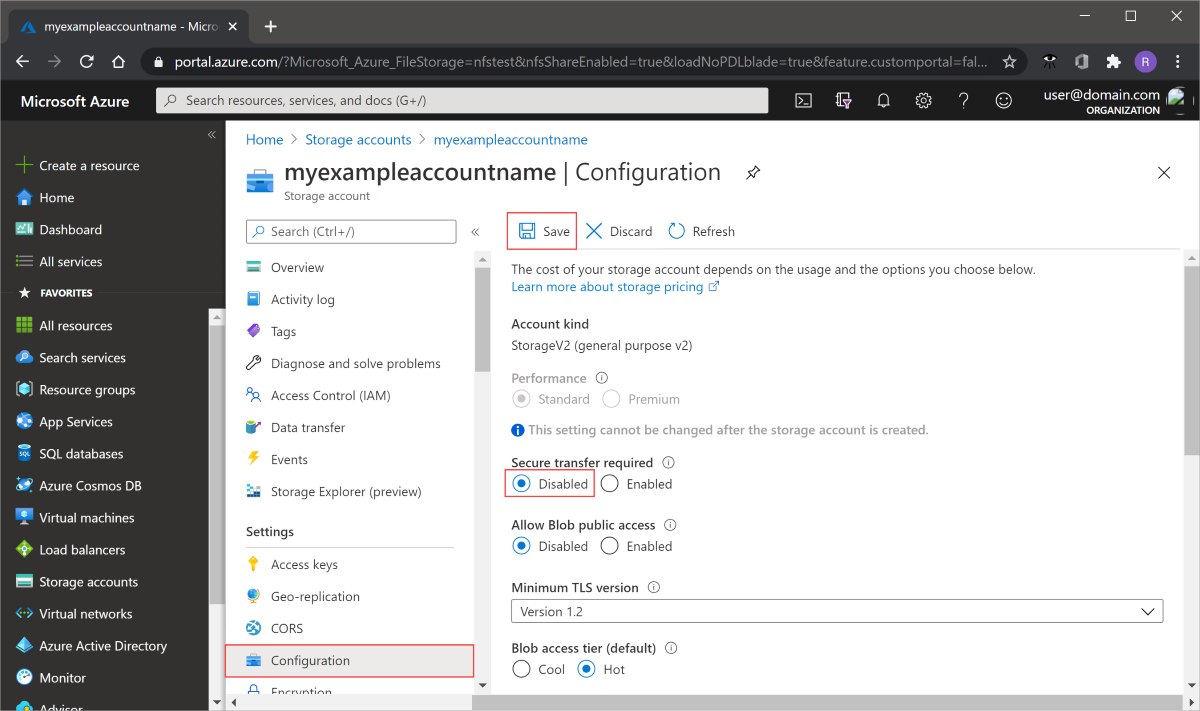 myexampleaccountname - Micro
portal.azure.com/?Microsoft_Azure_FileStorage=nfstest&nfsShareEnabled=true&loadNoPDLblade=true&feature.customportal=fal...
R
Microsoft Azure
Search resources, services, and docs (G+/)
user@domain.com
ORGANIZATION
Create a resource
Home
Dashboard
All services
FAVORITES
All resources
Search services
Resource groups
App Services
SQL databases
Azure Cosmos DB
Virtual machines
Load balancers
Storage accounts
Virtual networks
Azure Active Directory
Monitor
Advisor
Home > Storage accounts > myexampleaccountname
myexampleaccountname | Configuration
Storage account
Search (Ctrl+/)
Overview
Activity log
Tags
Diagnose and solve problems
Access Control (IAM)
Data transfer
Events
Storage Explorer (preview)
Settings
Access keys
Geo-replication
CORS
Configuration
Encryption
Save Discard Refresh
The cost of your storage account depends on the usage and the options you choose below.
Learn more about storage pricing
Account kind
StorageV2 (general purpose v2)
Performance
Standard Premium
This setting cannot be changed after the storage account is created.
Secure transfer required
Disabled Enabled
Allow Blob public access
Disabled Enabled
Minimum TLS version
Version 1.2
Blob access tier (default)
Cool Hot